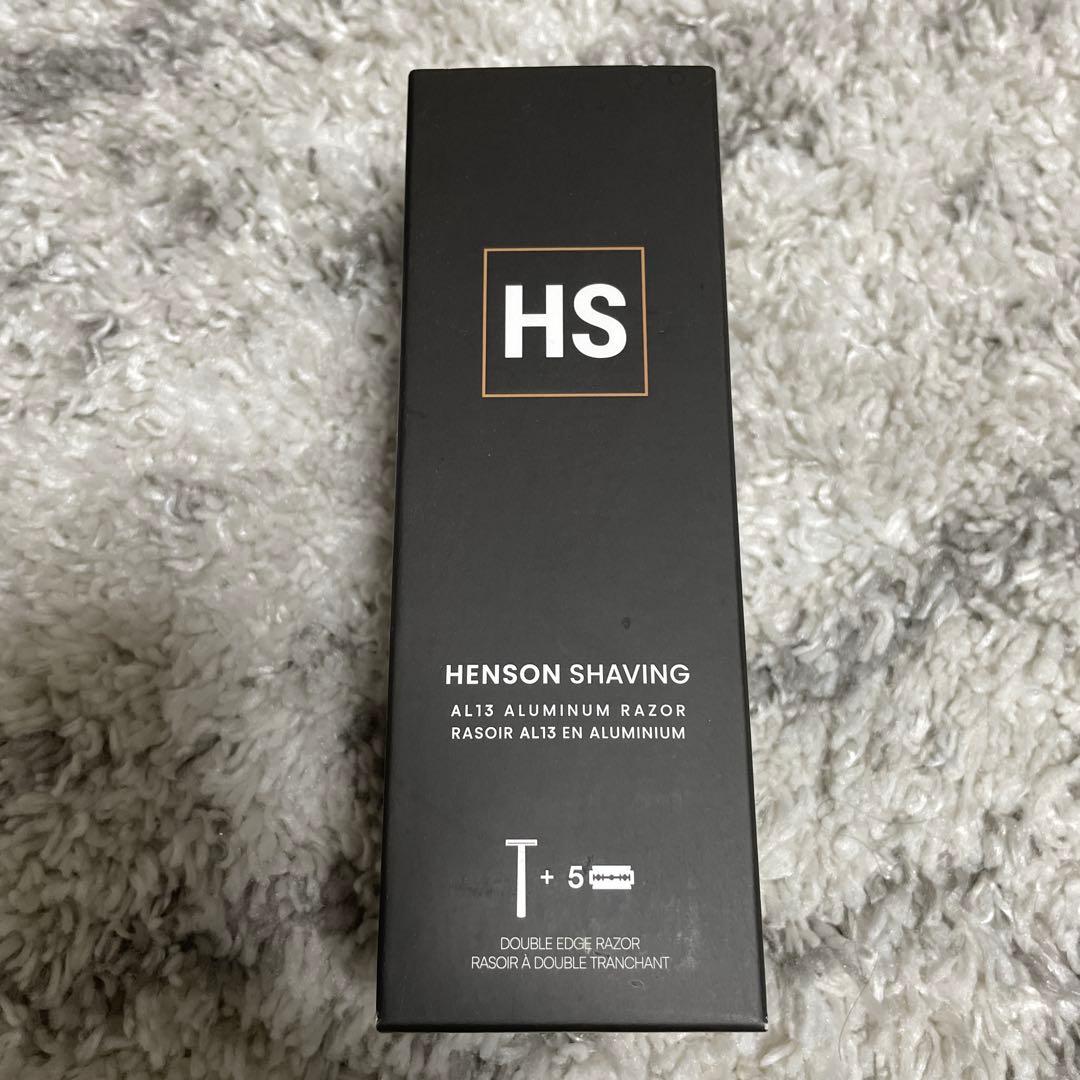 HS
HENSON SHAVING
AL13 ALUMINUM RAZOR
RASOIR AL13 EN ALUMINIUM
+ 5
DOUBLE EDGE RAZOR
RASOIR À DOUBLE TRANCHANT